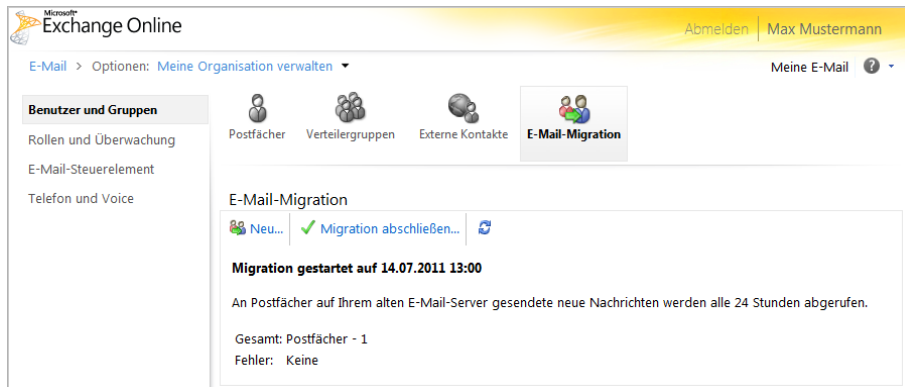 Microsoft®
Exchange Online
Abmelden | Max Mustermann
E-Mail > Optionen: Meine Organisation verwalten
Meine E-Mail ?
Benutzer und Gruppen
Rollen und Überwachung
E-Mail-Steuerelement
Telefon und Voice
Postfächer
Verteilergruppen
Externe Kontakte
E-Mail-Migration
E-Mail-Migration
Neu...
Migration abschließen...
Migration gestartet auf 14.07.2011 13:00
An Postfächer auf Ihrem alten E-Mail-Server gesendete neue Nachrichten werden alle 24 Stunden abgerufen.
Gesamt: Postfächer - 1
Fehler: Keine